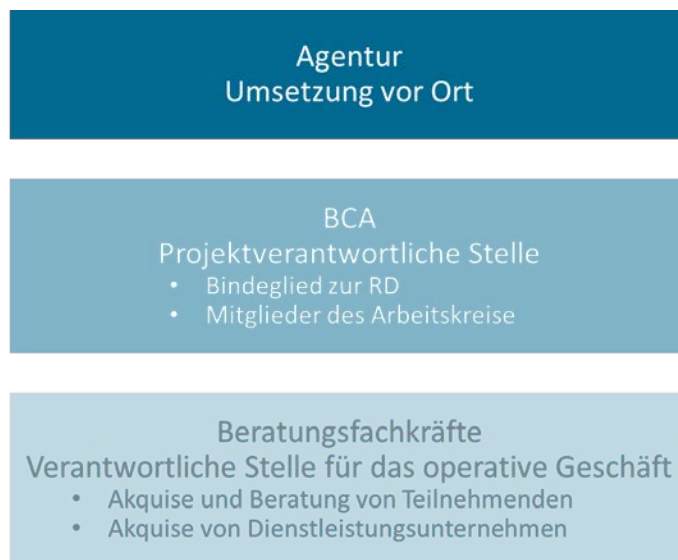 Agentur
Umsetzung vor Ort
BCA
Projektverantwortliche Stelle
• Bindeglied zur RD
• Mitglieder des Arbeitskreise
Beratungsfachkräfte
Verantwortliche Stelle für das operative Geschäft
• Akquise und Beratung von Teilnehmenden
• Akquise von Dienstleistungsunternehmen